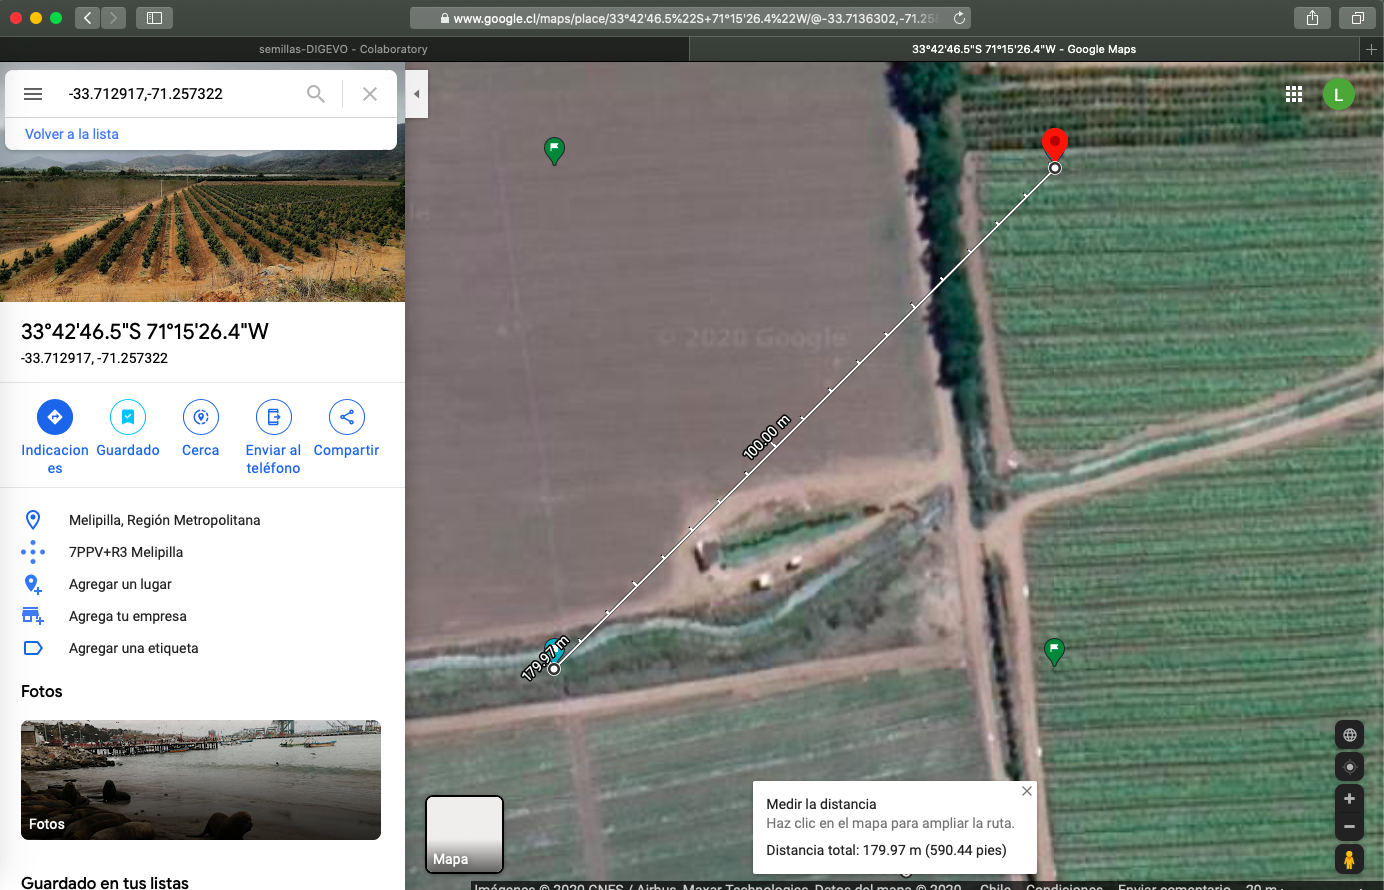 www.google.cl/maps/place/33°42'46.5%22S+71°15'26.4%22W/@-33.7136302,-71.25
semillas-DIGEVO - Colaboratory
33°42'46.5"S 71°15'26.4"W - Google Maps
-33.712917,-71.257322
Volver a la lista
L
33°42'46.5"S 71°15'26.4"W
-33.712917, -71.257322
Indicacion
es
Guardado
Cerca
Enviar al
teléfono
Compartir
Melipilla, Región Metropolitana
7PPV+R3 Melipilla
Agregar un lugar
Agrega tu empresa
Agregar una etiqueta
Fotos
Fotos
Guardado en tus listas
© 2020 Google
100.00 m
179.97 m
Mapa
Medir la distancia
Haz clic en el mapa para ampliar la ruta.
Distancia total: 179.97 m (590.44 pies)
Imágenes © 2020 CNES / Airbus, Maxar Technologies, Datos del mapa © 2020 Chile Condiciones Enviar comentario 20 m